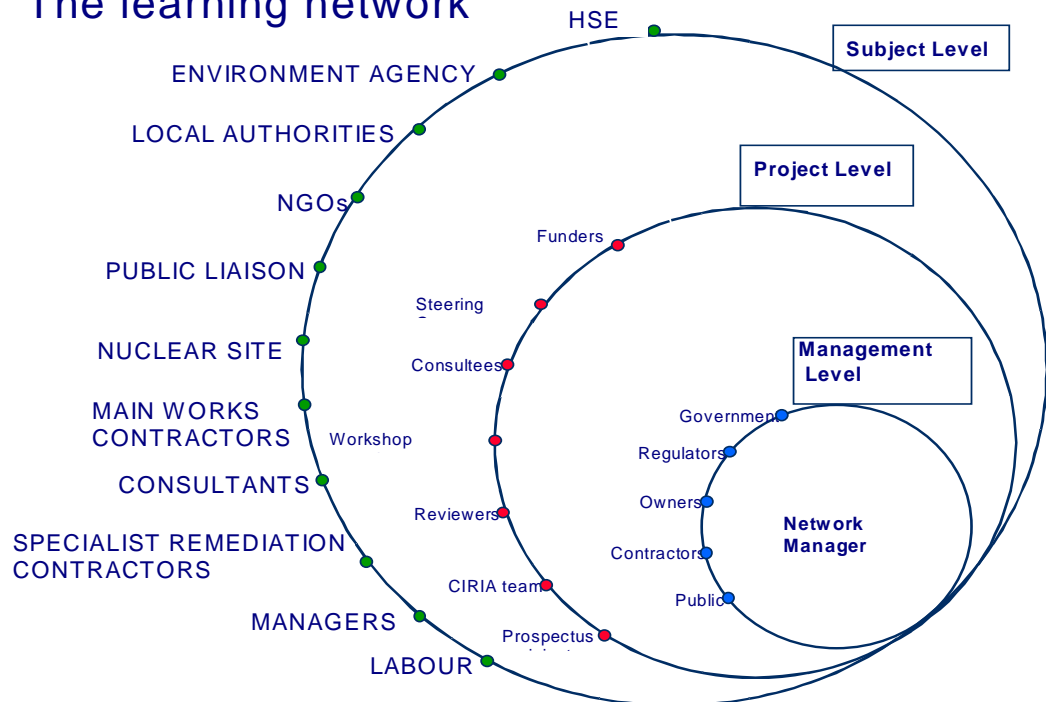 The learning network
HSE
Subject Level
ENVIRONMENT AGENCY
LOCAL AUTHORITIES
Project Level
NGOs
Funders
PUBLIC LIAISON
Steering
NUCLEAR SITE
Management
Level
Consultees
MAIN WORKS
CONTRACTORS
Workshop
Government
Regulators
CONSULTANTS
Owners
Reviewers
Network
Manager
SPECIALIST REMEDIATION
CONTRACTORS
Contractors
CIRIA team
Public
MANAGERS
Prospectus
LABOUR